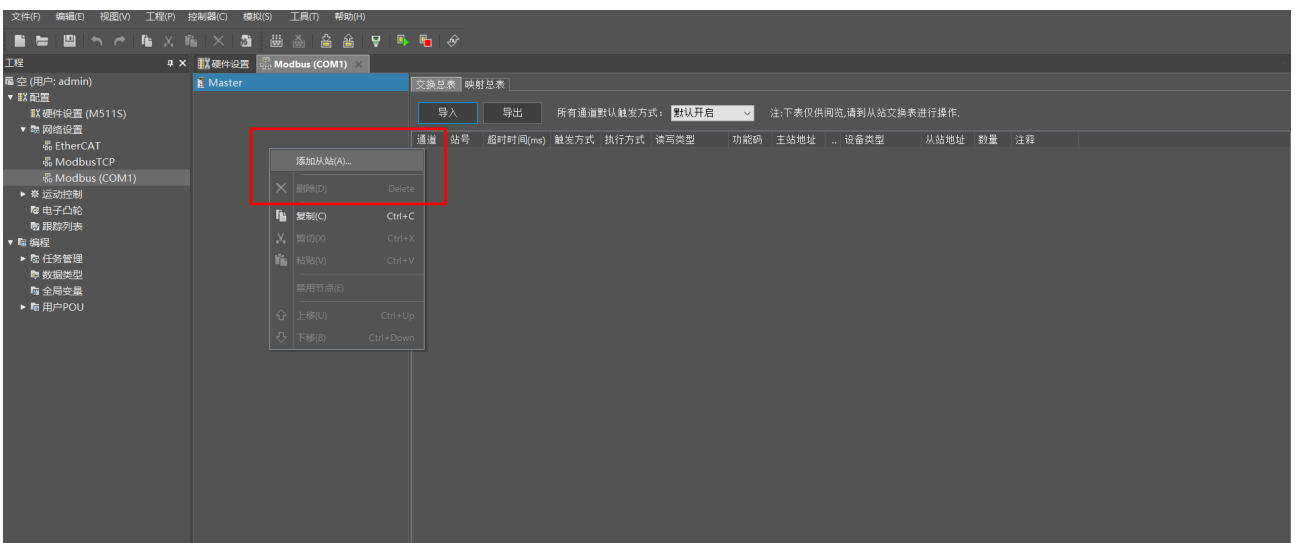 文件(F) 编辑(E) 视图(V) 工程(P) 控制器(C) 模拟(S) 工具(T) 帮助(H)
工程
硬件设置 Modbus (COM1)
空 (用户: admin)
配置
硬件设置 (M511S)
网络设置
EtherCAT
ModbusTCP
Modbus (COM1)
运动控制
电子凸轮
跟踪列表
编程
任务管理
数据类型
全局变量
用户POU
Master
添加从站(A)...
删除(D) Delete
复制(C) Ctrl+C
剪切(X) Ctrl+X
粘贴(V) Ctrl+V
禁用节点(E)
上移(U) Ctrl+Up
下移(B) Ctrl+Down
交换总表 映射总表
导入 导出 所有通道默认触发方式: 默认开启 注:下表仅供阅览,请到从站交换表进行操作.
通道 站号 超时时间(ms) 触发方式 执行方式 读写类型 功能码 主站地址 .. 设备类型 从站地址 数量 注释